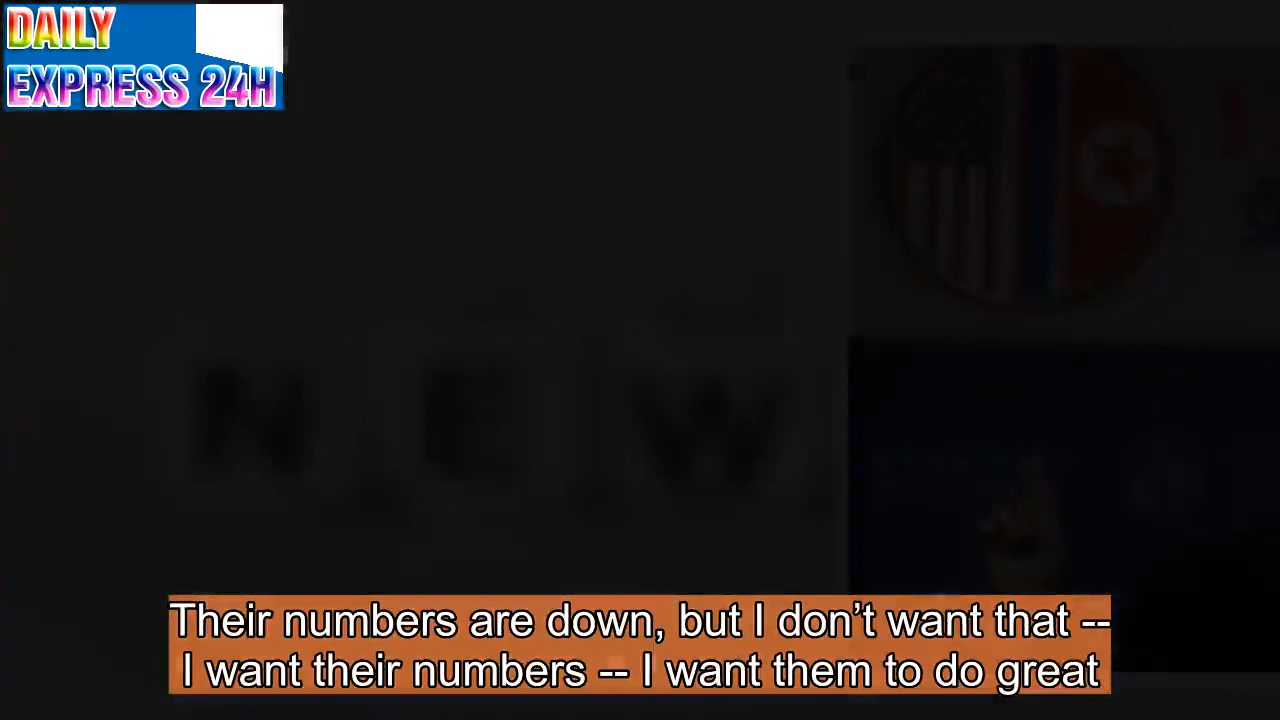 DAILY
EXPRESS 24H
N E W
Their numbers are down, but I don’t want that --
I want their numbers -- I want them to do great